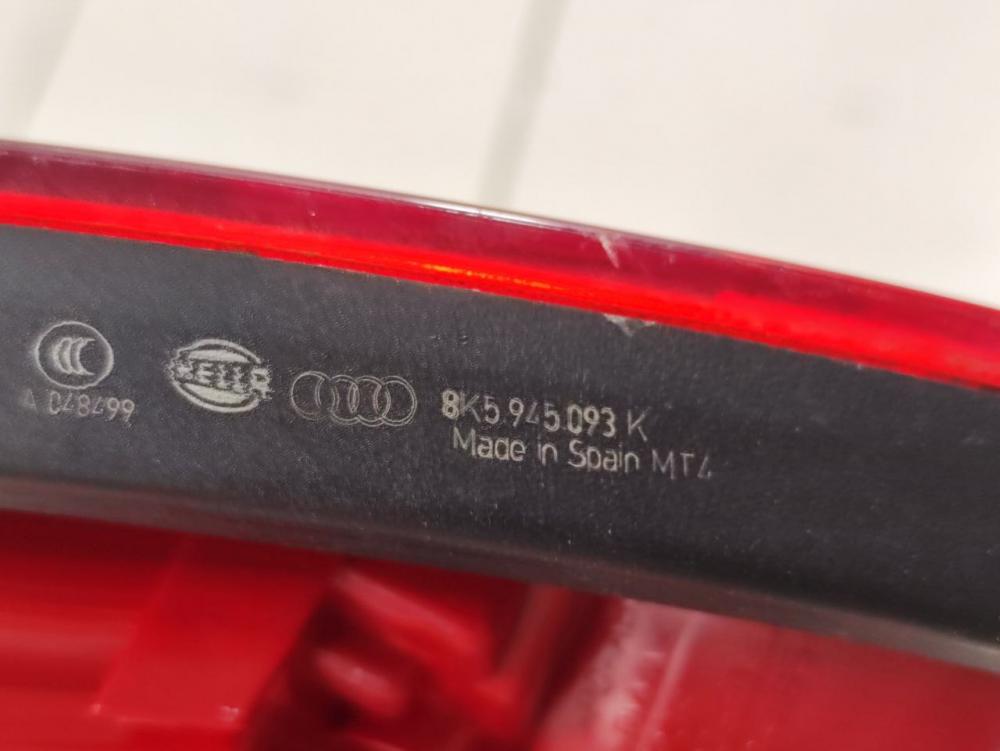 HELLA
8K5.945.093 K
Made in Spain MT4
A 048499